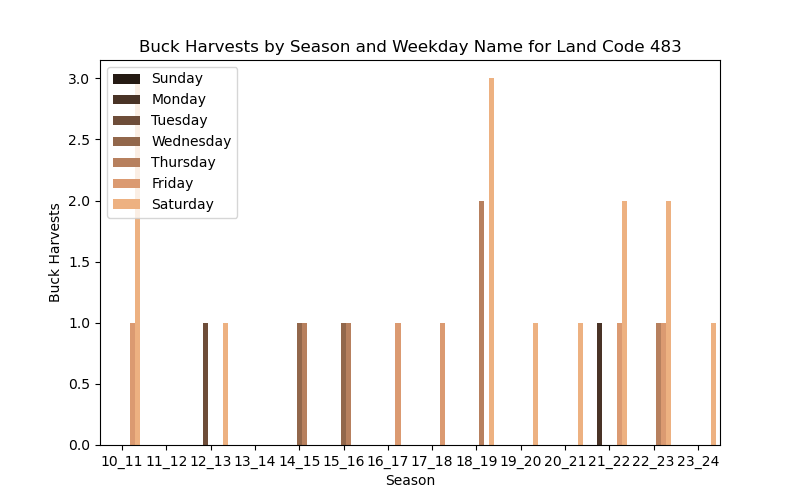 Buck Harvests by Season and Weekday Name for Land Code 483
3.0
2.5
2.0
1.5
1.0
0.5
0.0
Buck Harvests
Sunday
Monday
Tuesday
Wednesday
Thursday
Friday
Saturday
10_11 11_12 12_13 13_14 14_15 15_16 16_17 17_18 18_19 19_20 20_21 21_22 22_23 23_24
Season